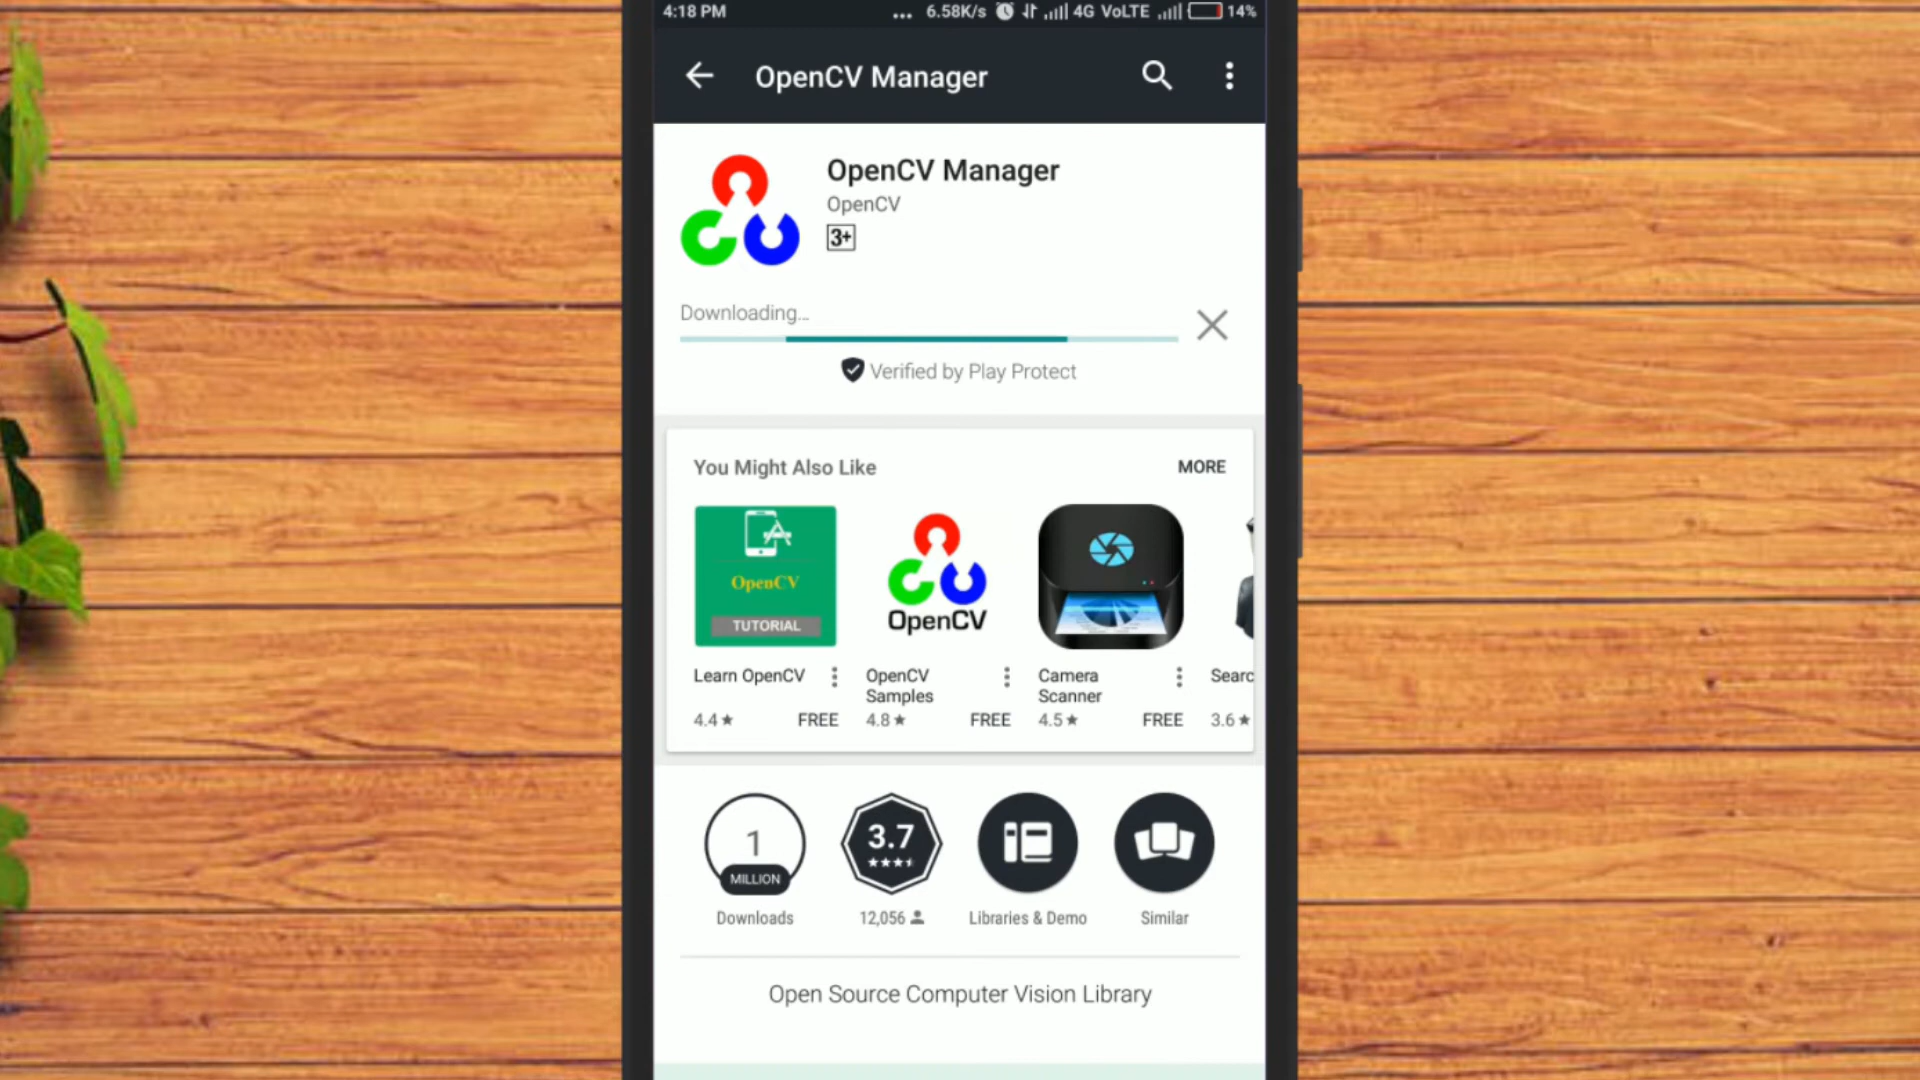 4:18 PM ... 6.58K/s 4G VoLTE 14%
OpenCV Manager
OpenCV Manager
OpenCV
3+
Downloading...
Verified by Play Protect
You Might Also Like MORE
OpenCV
TUTORIAL
OpenCV
Learn OpenCV
OpenCV Samples
Camera Scanner
Searc
4.4★ FREE 4.8★ FREE 4.5★ FREE 3.6★
1 MILLION
3.7
Downloads 12,056 Libraries & Demo Similar
Open Source Computer Vision Library